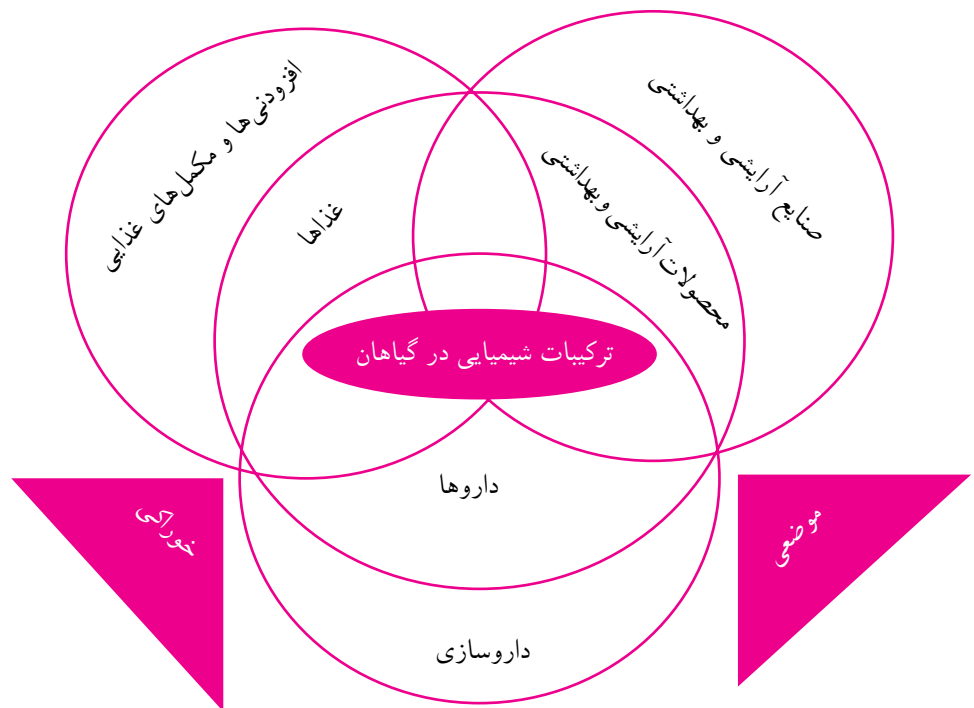 صنایع آرایشی و بهداشتی
افزودنی‌ها و مکمل‌های غذایی
محصولات آرایشی وبهداشتی
غذاها
ترکیبات شیمیایی در گیاهان
داروها
موضعی
خوراکی
داروسازی